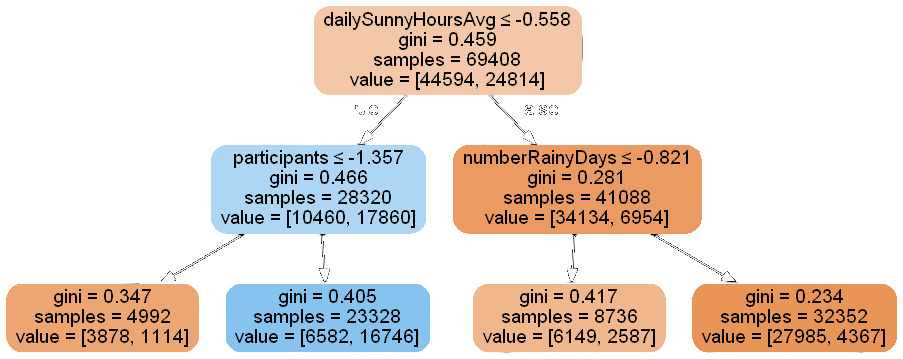 dailySunnyHoursAvg ≤ -0.558
gini = 0.459
samples = 69408
value = [44594, 24814]
participants ≤ -1.357
gini = 0.466
samples = 28320
value = [10460, 17860]
numberRainyDays ≤ -0.821
gini = 0.281
samples = 41088
value = [34134, 6954]
gini = 0.347
samples = 4992
value = [3878, 1114]
gini = 0.405
samples = 23328
value = [6582, 16746]
gini = 0.417
samples = 8736
value = [6149, 2587]
gini = 0.234
samples = 32352
value = [27985, 4367]